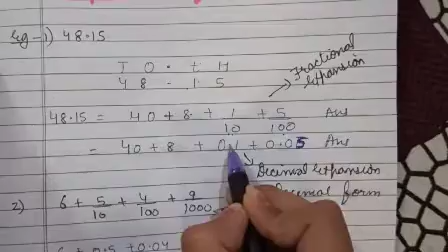 Eg-1) 48.15
T O . t H
4 8 - 1 5
Fractional expansion
48.15 = 40 + 8 + 1/10 + 5/100 Ans
= 40 + 8 + 0.1 + 0.05 Ans
Decimal expansion
2) 6 + 5/10 + 4/100 + 9/1000 decimal form
6 + 0.5 + 0.04